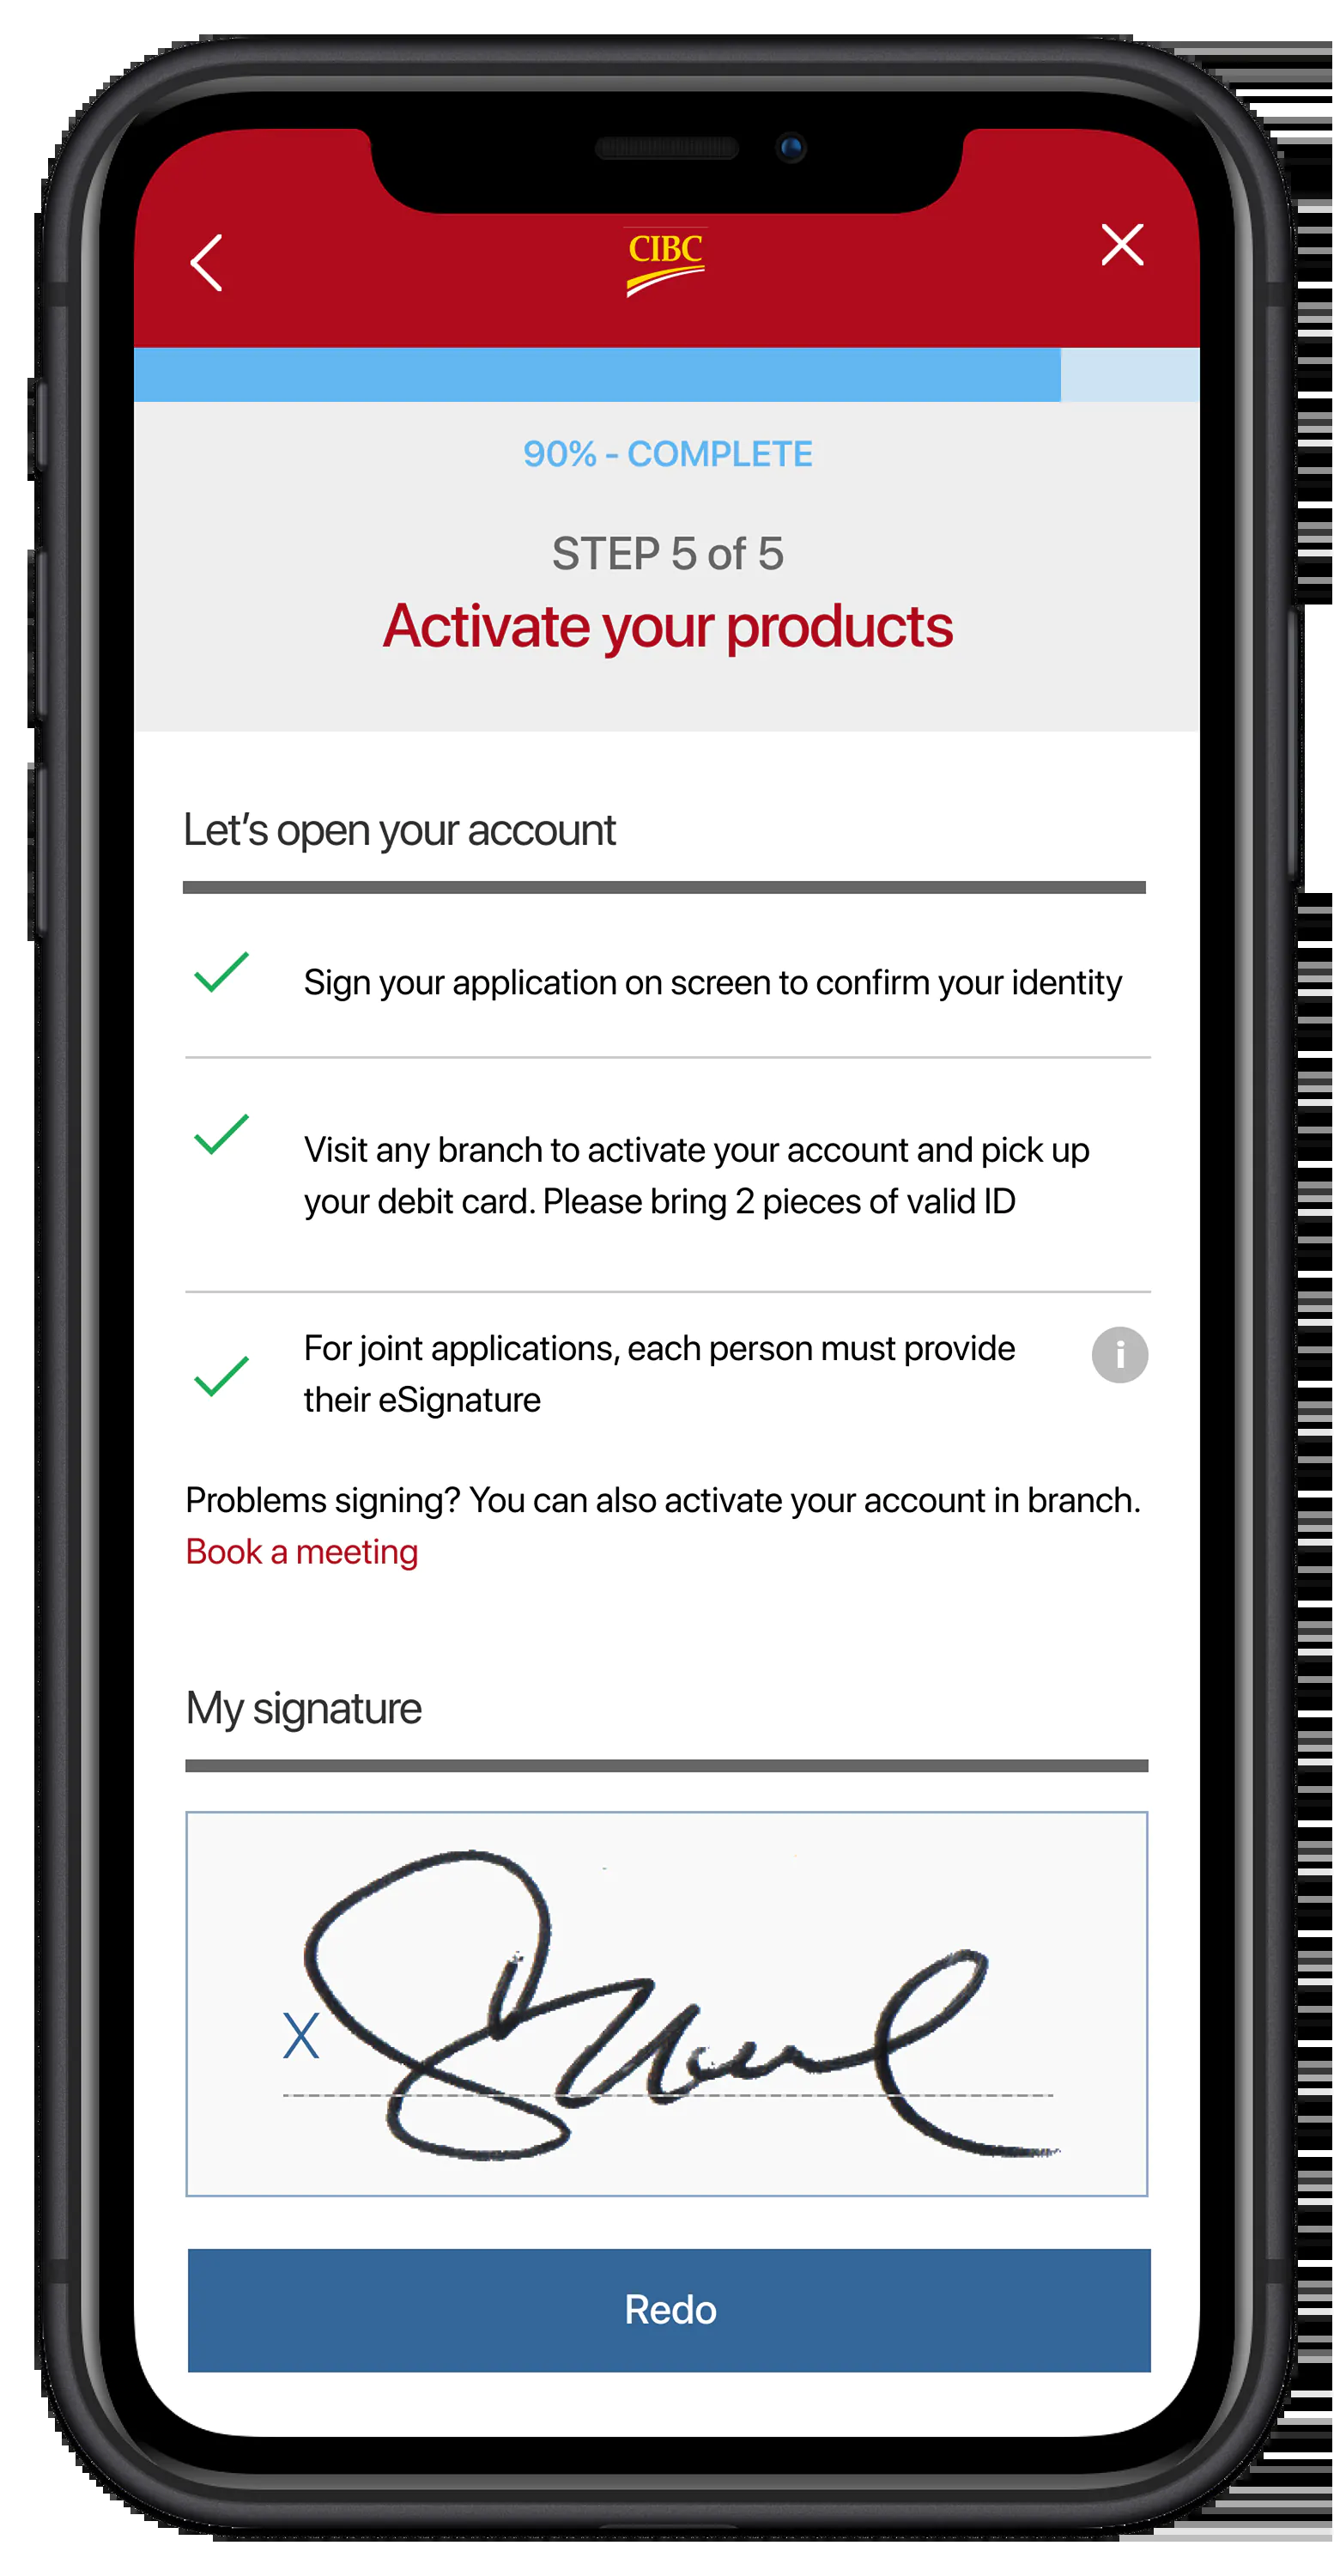 CIBC
90% - COMPLETE
STEP 5 of 5
Activate your products
Let’s open your account
Sign your application on screen to confirm your identity
Visit any branch to activate your account and pick up
your debit card. Please bring 2 pieces of valid ID
For joint applications, each person must provide
their eSignature
i
Problems signing? You can also activate your account in branch.
Book a meeting
My signature
X
Redo